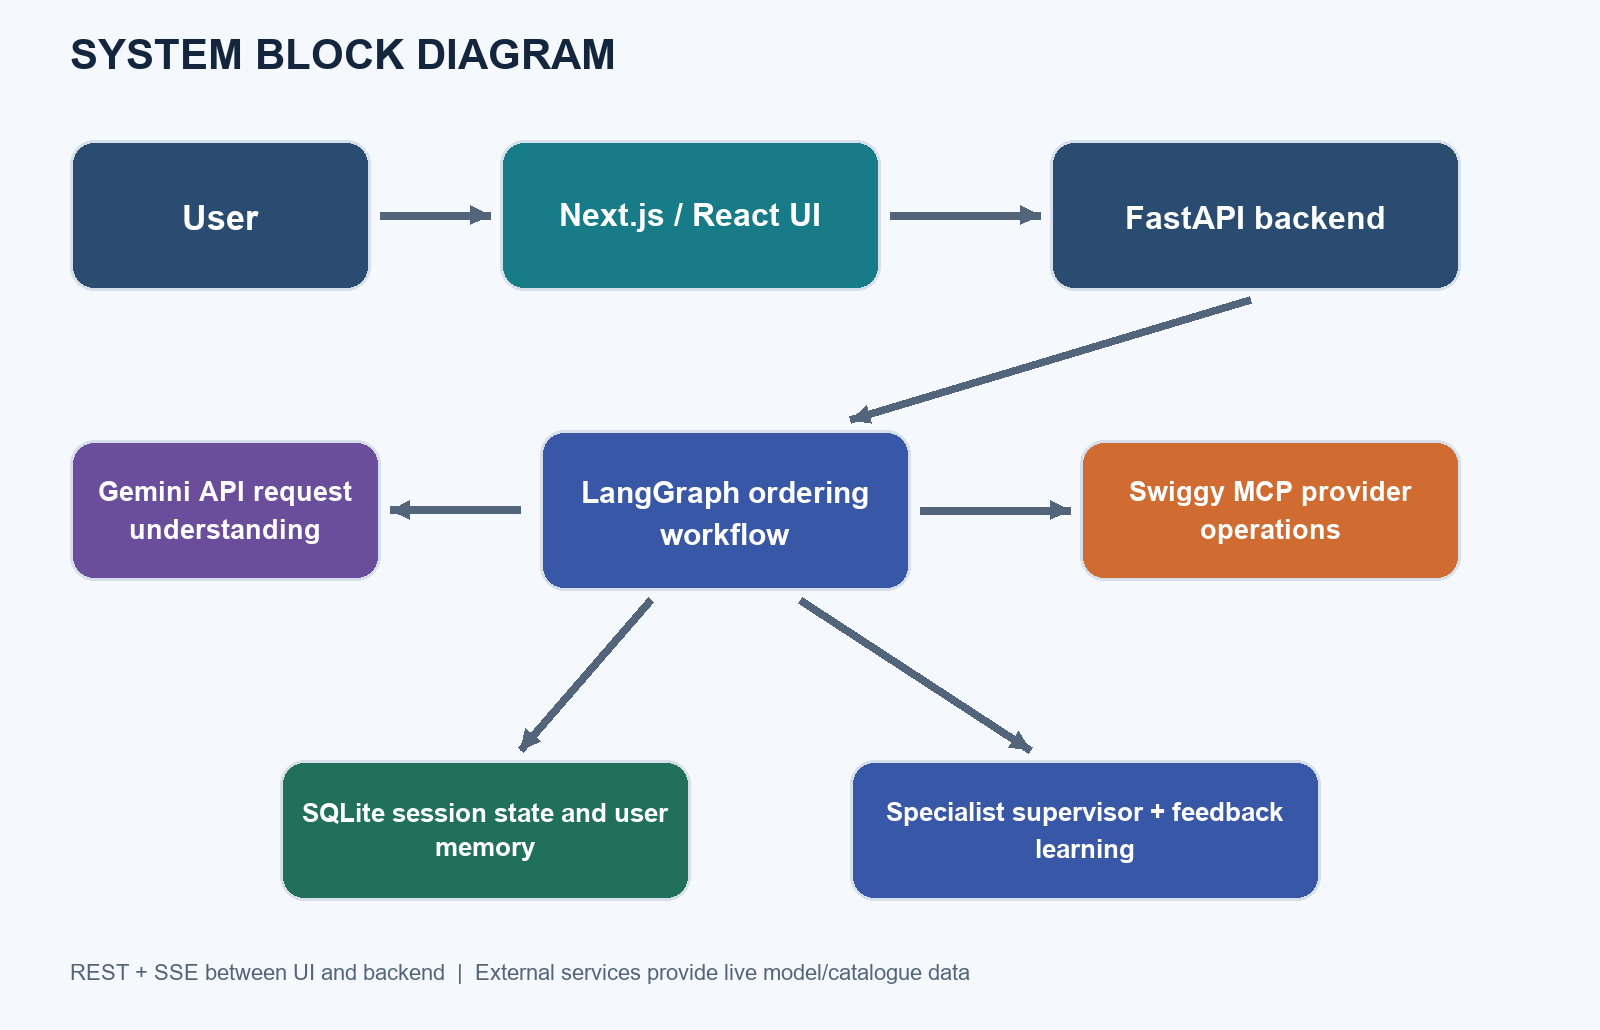 SYSTEM BLOCK DIAGRAM
User
Next.js / React UI
FastAPI backend
Gemini API request
understanding
LangGraph ordering
workflow
Swiggy MCP provider
operations
SQLite session state and user
memory
Specialist supervisor + feedback
learning
REST + SSE between UI and backend | External services provide live model/catalogue data